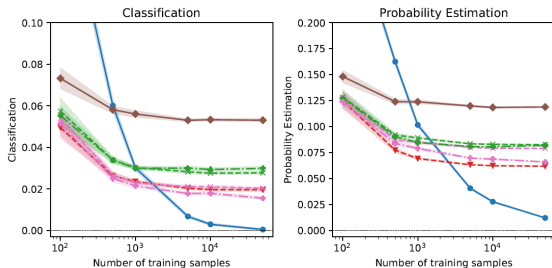 Classification
Classification
0.10
0.08
0.06
0.04
0.02
0.00
10² 10³ 10⁴
Number of training samples
Probability Estimation
Probability Estimation
0.200
0.175
0.150
0.125
0.100
0.075
0.050
0.025
0.000
10² 10³ 10⁴
Number of training samples